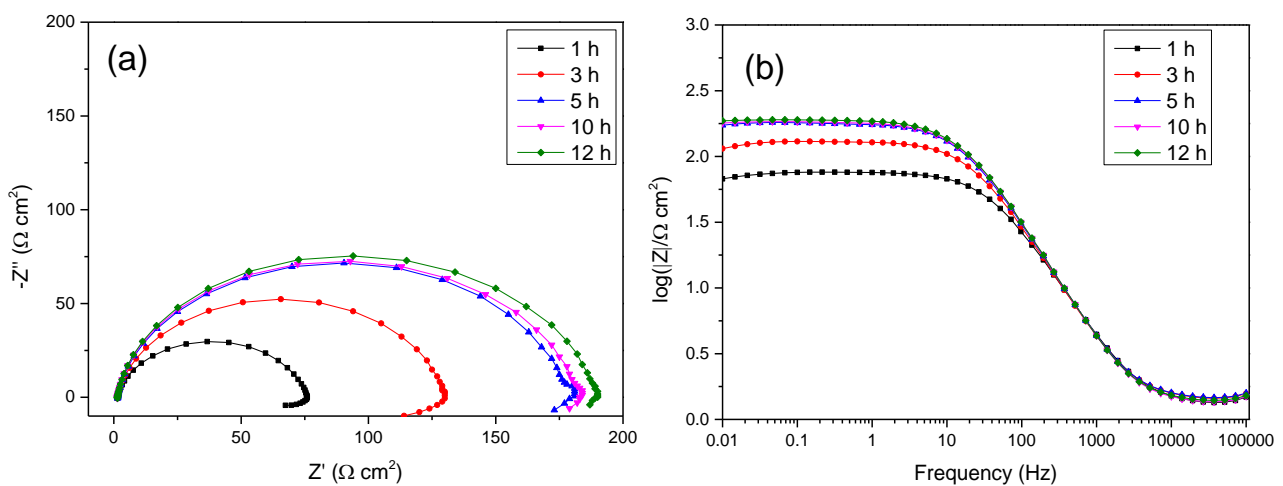 (a)
1 h
3 h
5 h
10 h
12 h
200
150
100
50
0
-Z'' (Ω cm²)
0 50 100 150 200
Z' (Ω cm²)
(b)
1 h
3 h
5 h
10 h
12 h
3.0
2.5
2.0
1.5
1.0
0.5
0.0
log(|Z|/Ω cm²)
0.01 0.1 1 10 100 1000 10000 100000
Frequency (Hz)